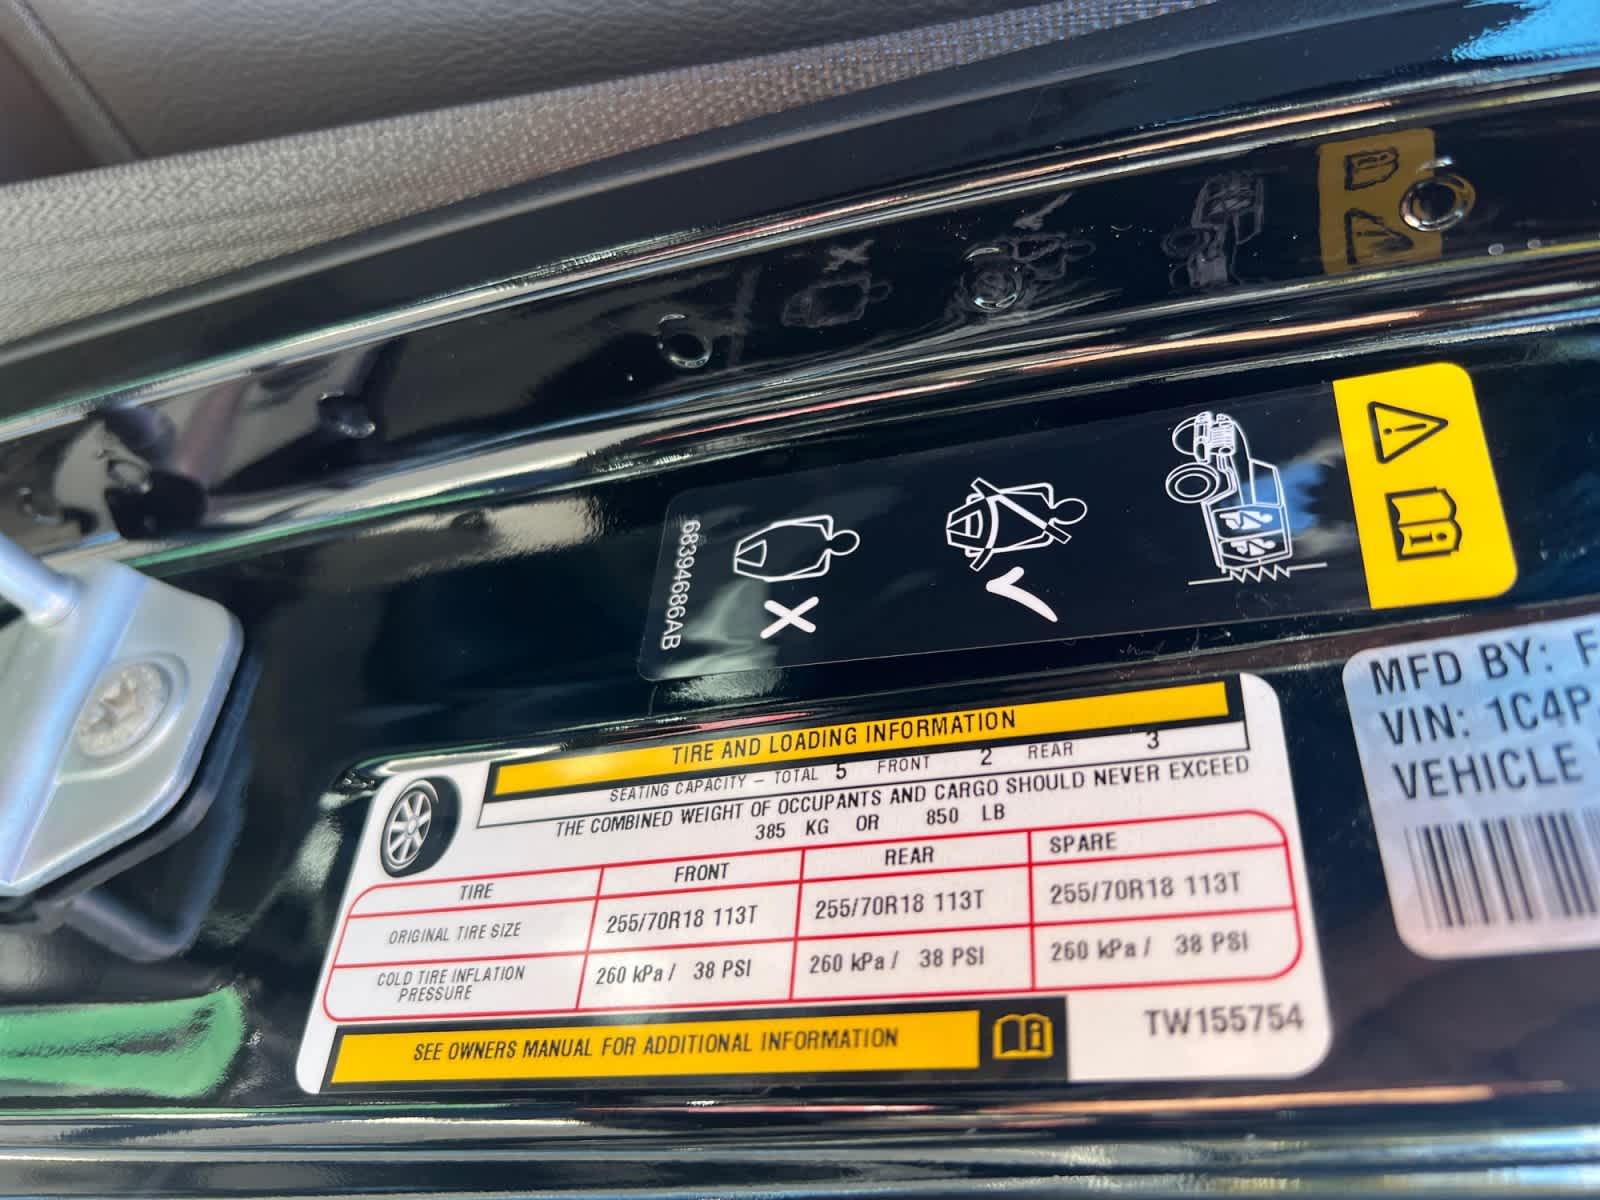 68394686AB
TIRE AND LOADING INFORMATION
SEATING CAPACITY – TOTAL 5 FRONT 2 REAR 3
THE COMBINED WEIGHT OF OCCUPANTS AND CARGO SHOULD NEVER EXCEED
385 KG OR 850 LB
TIRE FRONT REAR SPARE
ORIGINAL TIRE SIZE 255/70R18 113T 255/70R18 113T 255/70R18 113T
COLD TIRE INFLATION PRESSURE 260 kPa / 38 PSI 260 kPa / 38 PSI 260 kPa / 38 PSI
SEE OWNERS MANUAL FOR ADDITIONAL INFORMATION
TW155754
MFD BY: F
VIN: 1C4P
VEHICLE